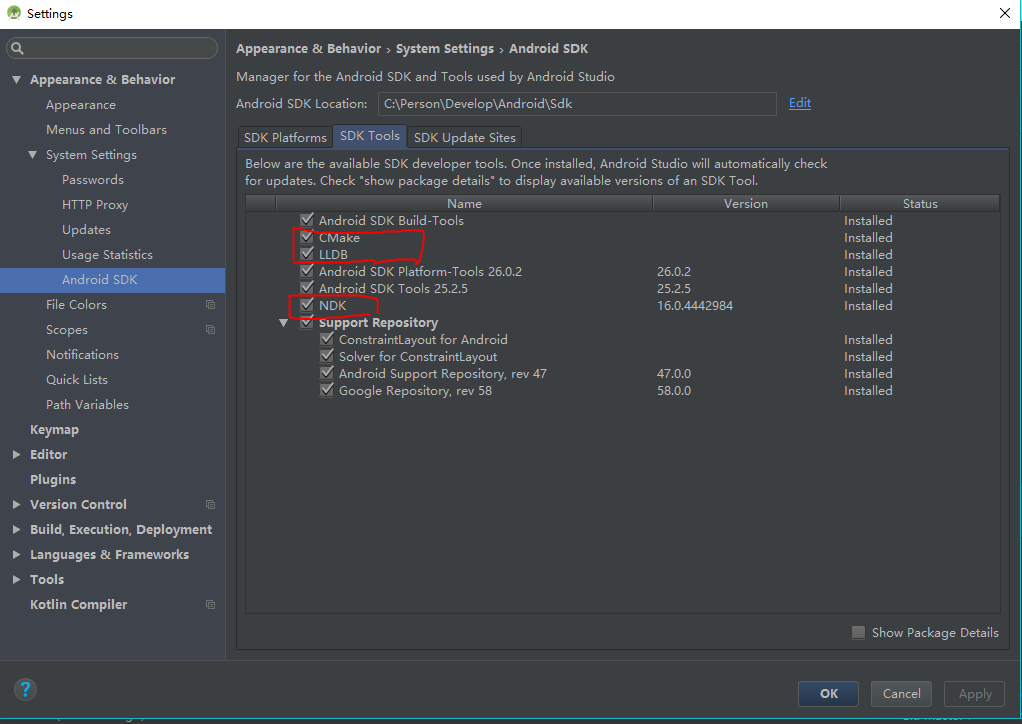 Settings
Appearance & Behavior › System Settings › Android SDK
Manager for the Android SDK and Tools used by Android Studio
Android SDK Location: C:\Person\Develop\Android\Sdk Edit
SDK Platforms SDK Tools SDK Update Sites
Below are the available SDK developer tools. Once installed, Android Studio will automatically check
for updates. Check "show package details" to display available versions of an SDK Tool.
Name Version Status
Android SDK Build-Tools Installed
CMake Installed
LLDB Installed
Android SDK Platform-Tools 26.0.2 26.0.2 Installed
Android SDK Tools 25.2.5 25.2.5 Installed
NDK 16.0.4442984 Installed
Support Repository
ConstraintLayout for Android Installed
Solver for ConstraintLayout Installed
Android Support Repository, rev 47 47.0.0 Installed
Google Repository, rev 58 58.0.0 Installed
Show Package Details
Appearance & Behavior
Appearance
Menus and Toolbars
System Settings
Passwords
HTTP Proxy
Updates
Usage Statistics
Android SDK
File Colors
Scopes
Notifications
Quick Lists
Path Variables
Keymap
Editor
Plugins
Version Control
Build, Execution, Deployment
Languages & Frameworks
Tools
Kotlin Compiler
?
OK Cancel Apply